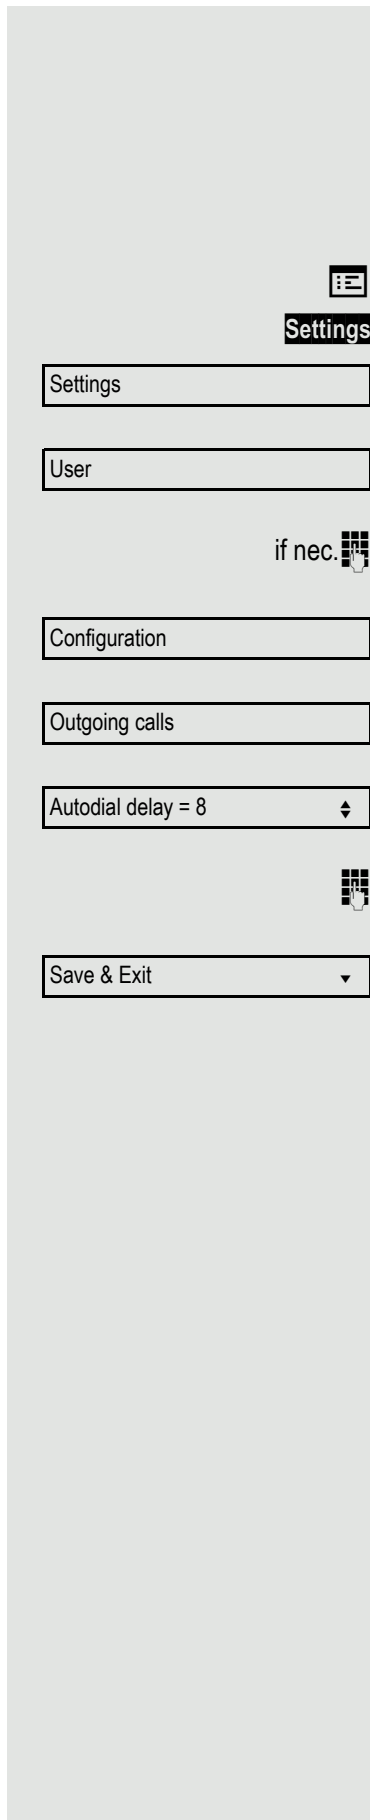 Settings
Settings
User
if nec.
Configuration
Outgoing calls
Autodial delay = 8
Save & Exit